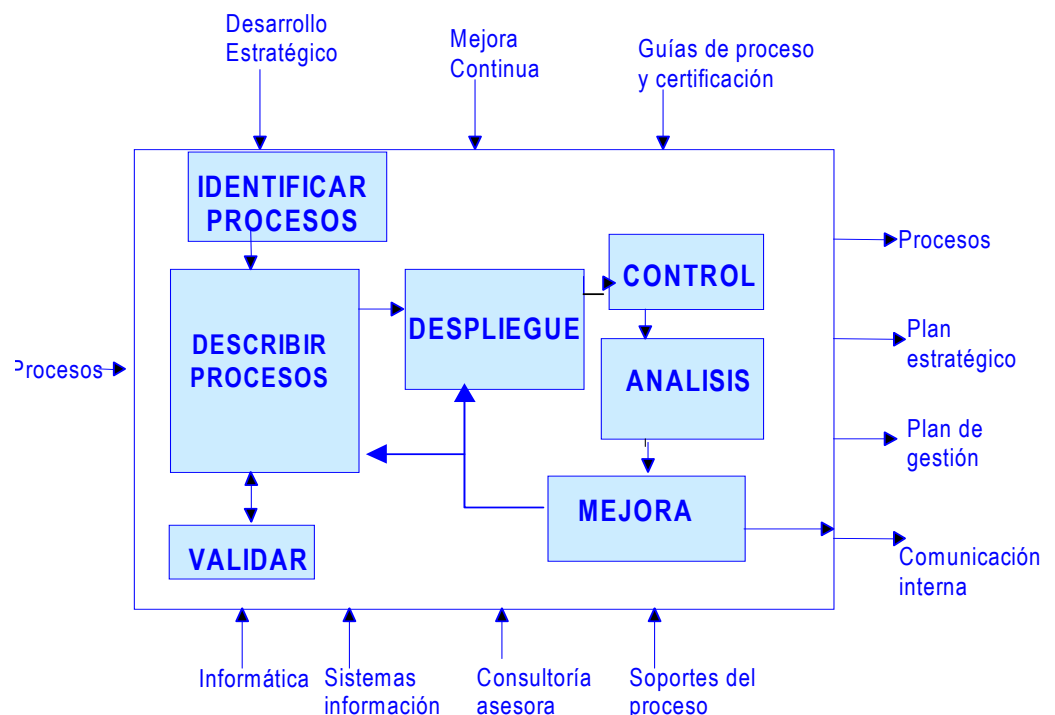 Desarrollo
Estratégico
Mejora
Continua
Guías de proceso
y certificación
IDENTIFICAR
PROCESOS
DESCRIBIR
PROCESOS
VALIDAR
DESPLIEGUE
CONTROL
ANALISIS
MEJORA
Procesos
Procesos
Plan
estratégico
Plan de
gestión
Comunicación
interna
Informática
Sistemas
información
Consultoría
asesora
Soportes del
proceso